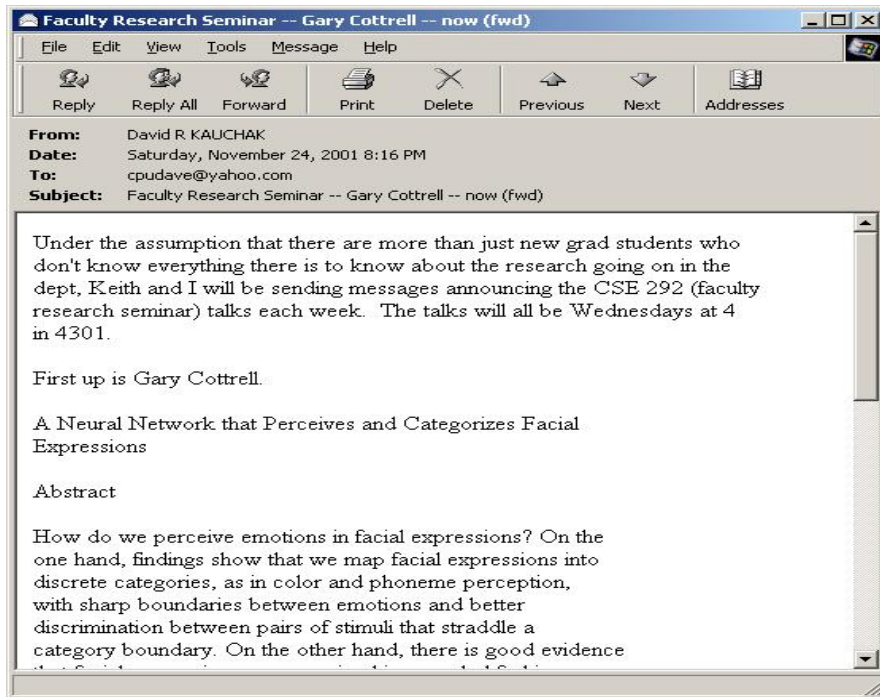 Faculty Research Seminar -- Gary Cottrell -- now (fwd)
File Edit View Tools Message Help
Reply Reply All Forward Print Delete Previous Next Addresses
From: David R KAUCHAK
Date: Saturday, November 24, 2001 8:16 PM
To: cpudave@yahoo.com
Subject: Faculty Research Seminar -- Gary Cottrell -- now (fwd)
Under the assumption that there are more than just new grad students who
don't know everything there is to know about the research going on in the
dept, Keith and I will be sending messages announcing the CSE 292 (faculty
research seminar) talks each week.  The talks will all be Wednesdays at 4
in 4301.
First up is Gary Cottrell.
A Neural Network that Perceives and Categorizes Facial
Expressions
Abstract
How do we perceive emotions in facial expressions? On the
one hand, findings show that we map facial expressions into
discrete categories, as in color and phoneme perception,
with sharp boundaries between emotions and better
discrimination between pairs of stimuli that straddle a
category boundary. On the other hand, there is good evidence